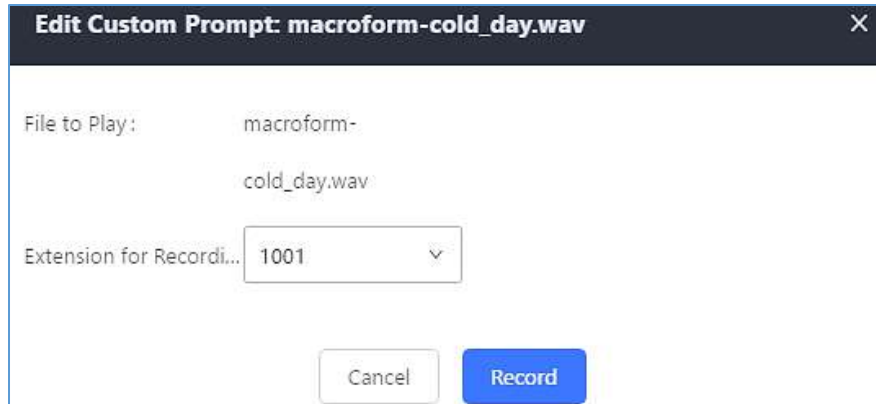 Edit Custom Prompt: macroform-cold_day.wav
File to Play :
macroform-
cold_day.wav
Extension for Recordi... 1001
Cancel Record